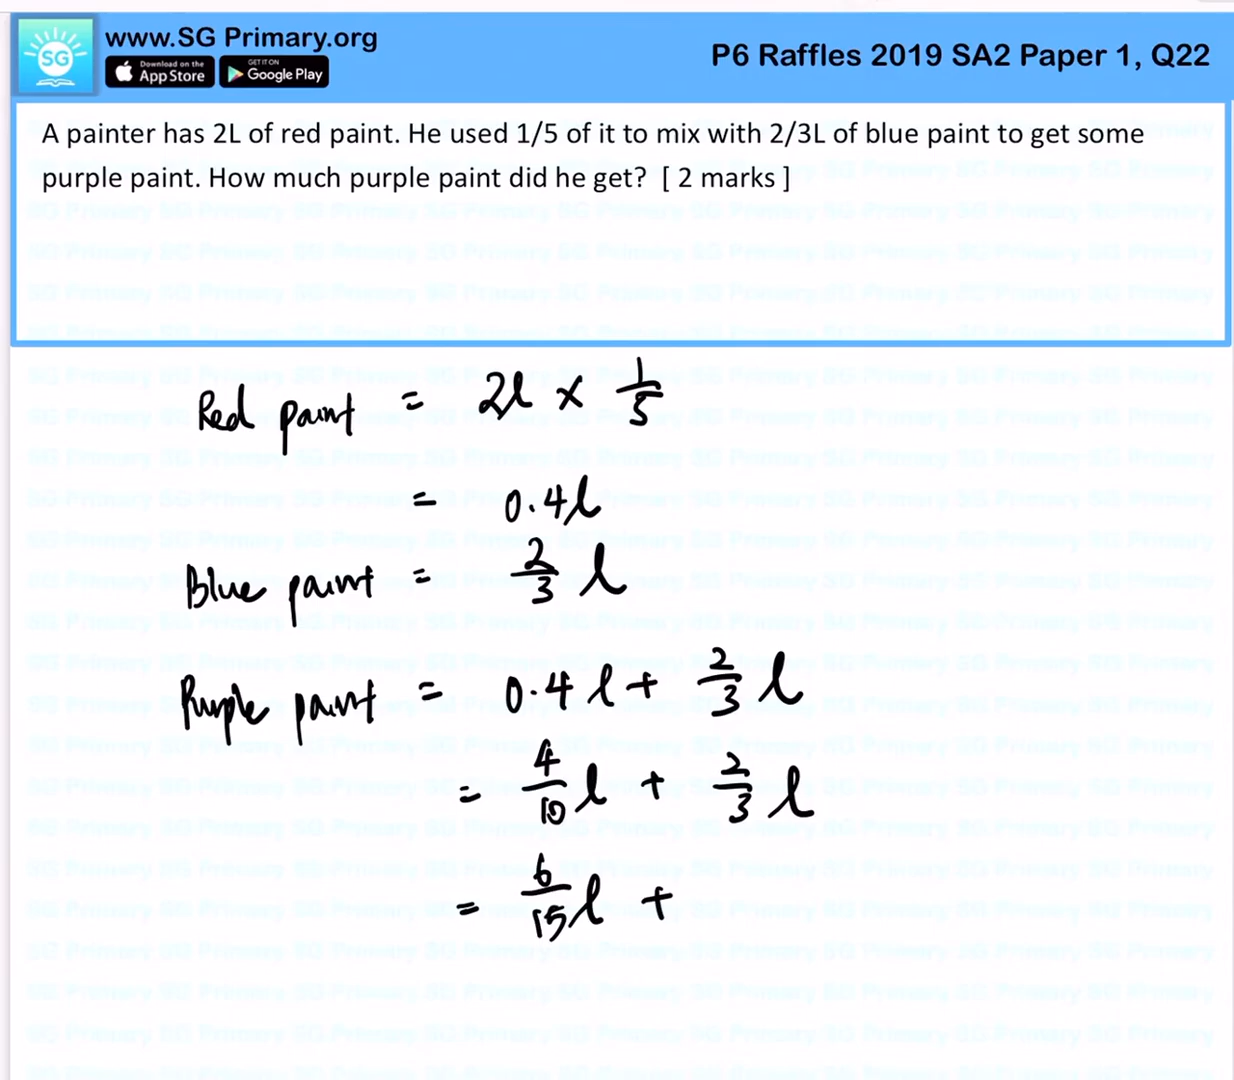 www.SG Primary.org
P6 Raffles 2019 SA2 Paper 1, Q22
SG
Download on the
App Store
GET IT ON
Google Play
A painter has 2L of red paint. He used 1/5 of it to mix with 2/3L of blue paint to get some
purple paint. How much purple paint did he get? [ 2 marks ]
Red paint = 2l × 1/5
= 0.4l
Blue paint = 2/3 l
Purple paint = 0.4 l + 2/3 l
= 4/10 l + 2/3 l
= 6/15 l +